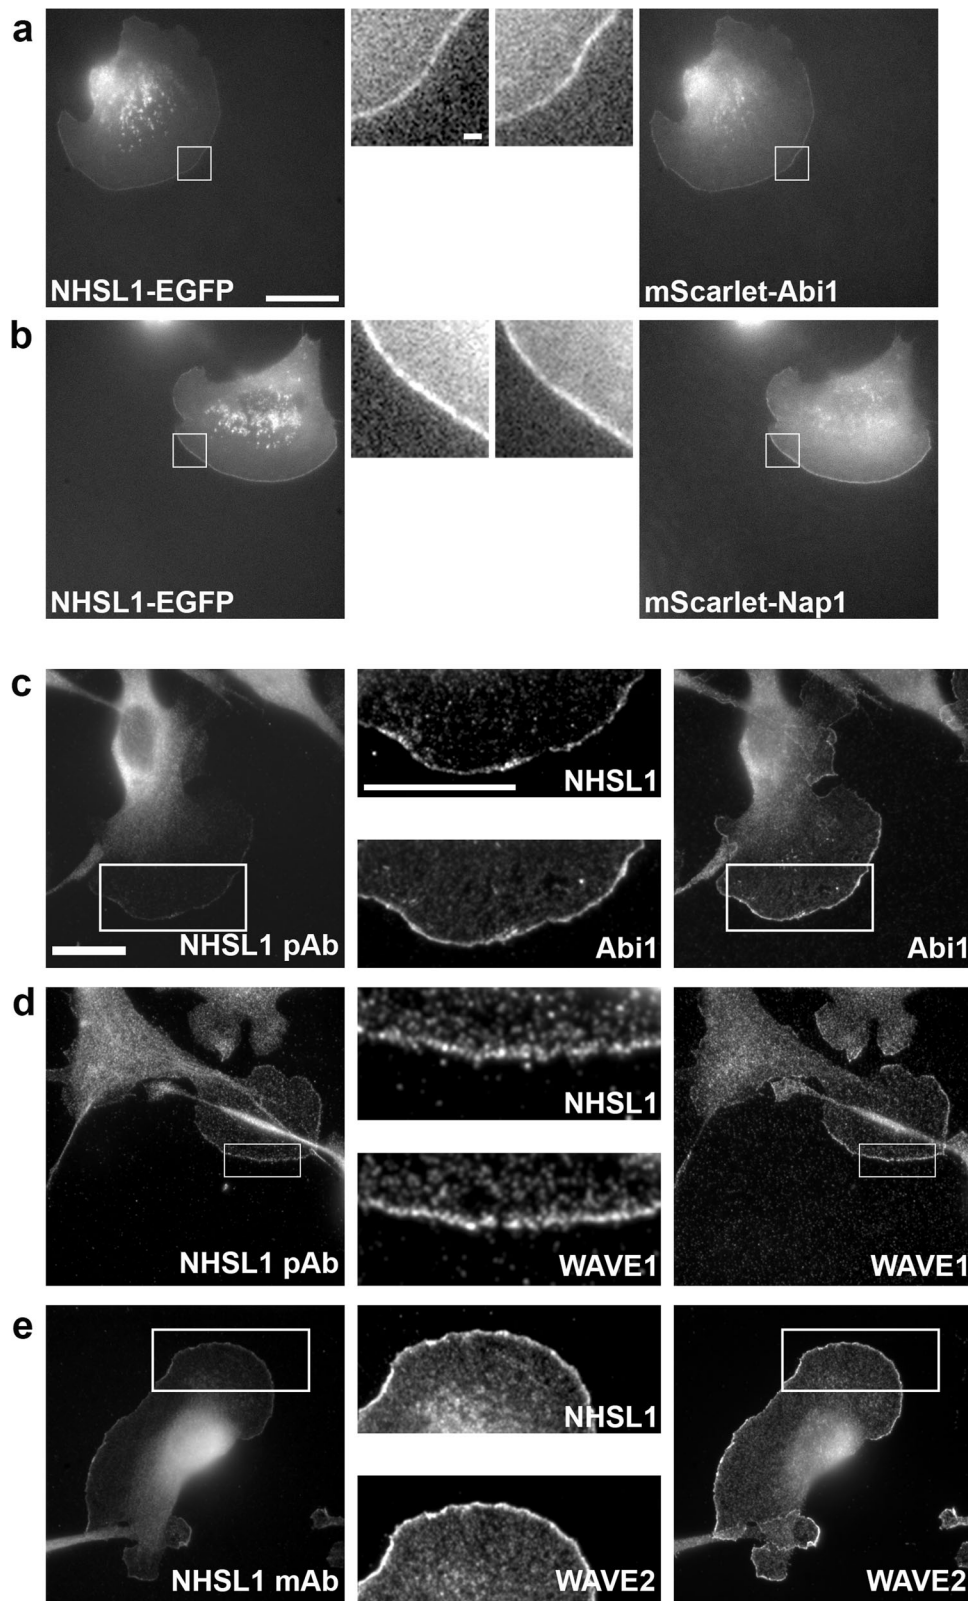 a
NHSL1-EGFP
mScarlet-Abi1
b
NHSL1-EGFP
mScarlet-Nap1
c
NHSL1 pAb
NHSL1
Abi1
Abi1
d
NHSL1 pAb
NHSL1
WAVE1
WAVE1
e
NHSL1 mAb
NHSL1
WAVE2
WAVE2